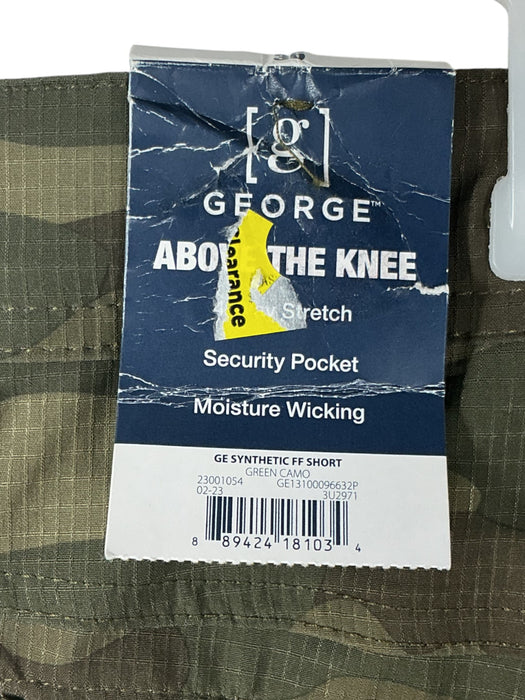 [g]
GEORGE™
ABOVE THE KNEE
Clearance
Stretch
Security Pocket
Moisture Wicking
GE SYNTHETIC FF SHORT
GREEN CAMO
23001054 GE13100096632P
02-23 3U2971
8 89424 18103 4